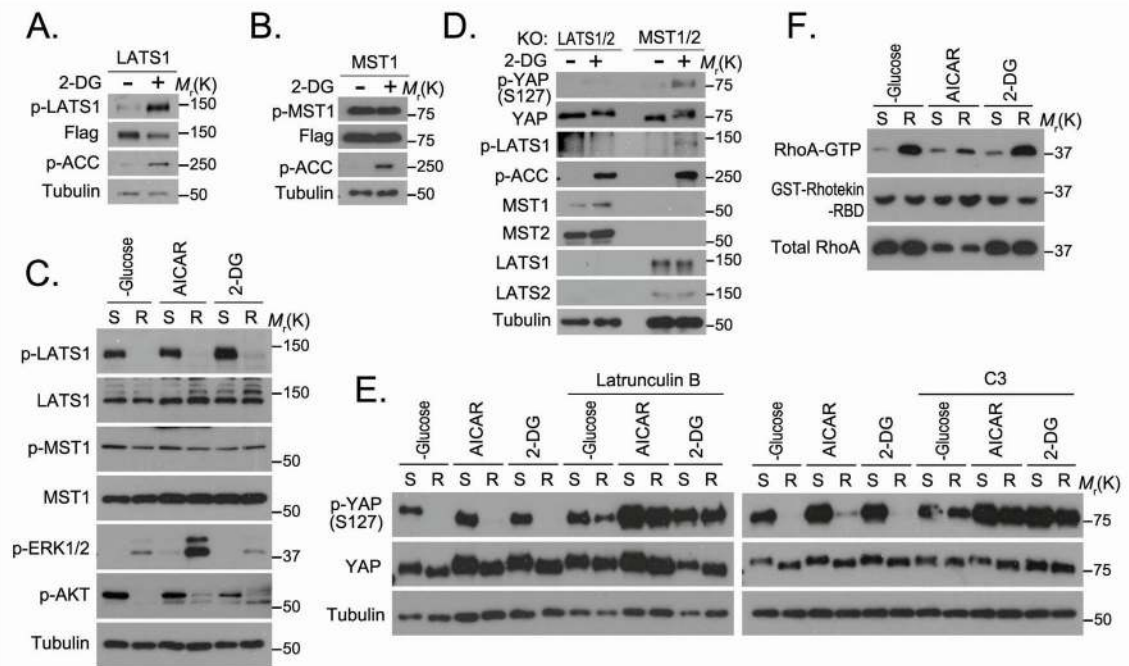 A.
LATS1
2-DG - + Mr(K)
p-LATS1 -150
Flag -150
p-ACC -250
Tubulin -50
B.
MST1
2-DG - + Mr(K)
p-MST1 -75
Flag -75
p-ACC -250
Tubulin -50
C.
-Glucose AICAR 2-DG
S R S R S R Mr(K)
p-LATS1 -150
LATS1 -150
p-MST1 -50
MST1 -50
p-ERK1/2 -37
p-AKT -50
Tubulin -50
D.
KO: LATS1/2 MST1/2
2-DG - + - + Mr(K)
p-YAP -75
(S127)
YAP -75
p-LATS1 -150
p-ACC -250
MST1
MST2 -50
LATS1 -150
LATS2 -150
Tubulin -50
E.
Latrunculin B C3
-Glucose AICAR 2-DG -Glucose AICAR 2-DG -Glucose AICAR 2-DG -Glucose AICAR 2-DG
S R S R S R S R S R S R S R S R S R S R S R S R Mr(K)
p-YAP -75
(S127)
YAP -75
Tubulin -50
F.
-Glucose AICAR 2-DG
S R S R S R Mr(K)
RhoA-GTP -37
GST-Rhotekin -37
-RBD
Total RhoA -37